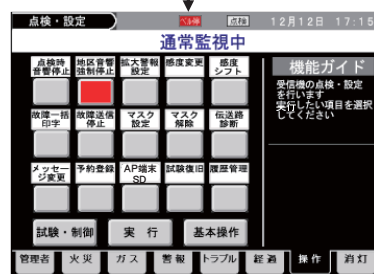 点検・設定 ベル停 点検 12月12日 17:15
通常監視中
点検時
音響停止
地区音響
強制停止
拡大警報
設定
感度変更
感度
シフト
故障一括
印字
故障送信
停止
マスク
設定
マスク
解除
伝送路
診断
メッセー
ジ変更
予約登録
AP端末
SD
試験復旧
履歴管理
試験・制御 実 行 基本操作
機能ガイド
受信機の点検・設定
を行います
実行したい項目を選択
してください
管理者 火災 ガス 警報 トラブル 経過 操作 消灯